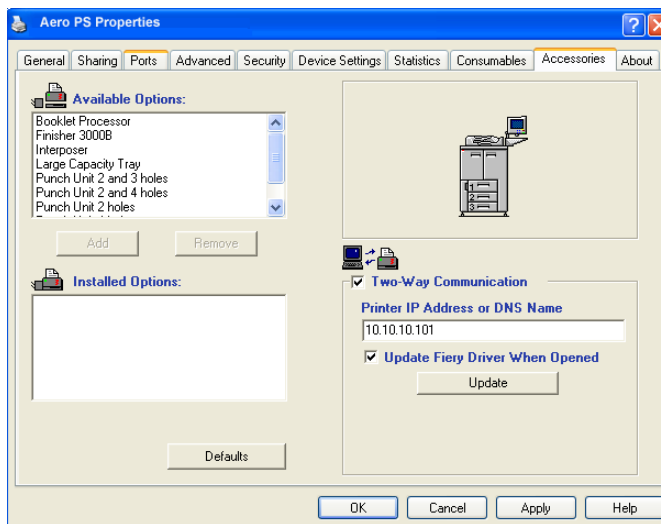 Aero PS Properties
General Sharing Ports Advanced Security Device Settings Statistics Consumables Accessories About
Available Options:
Booklet Processor
Finisher 3000B
Interposer
Large Capacity Tray
Punch Unit 2 and 3 holes
Punch Unit 2 and 4 holes
Punch Unit 2 holes
Add Remove
1
2
3
Installed Options:
Two-Way Communication
Printer IP Address or DNS Name
10.10.10.101
Update Fiery Driver When Opened
Update
Defaults
OK Cancel Apply Help